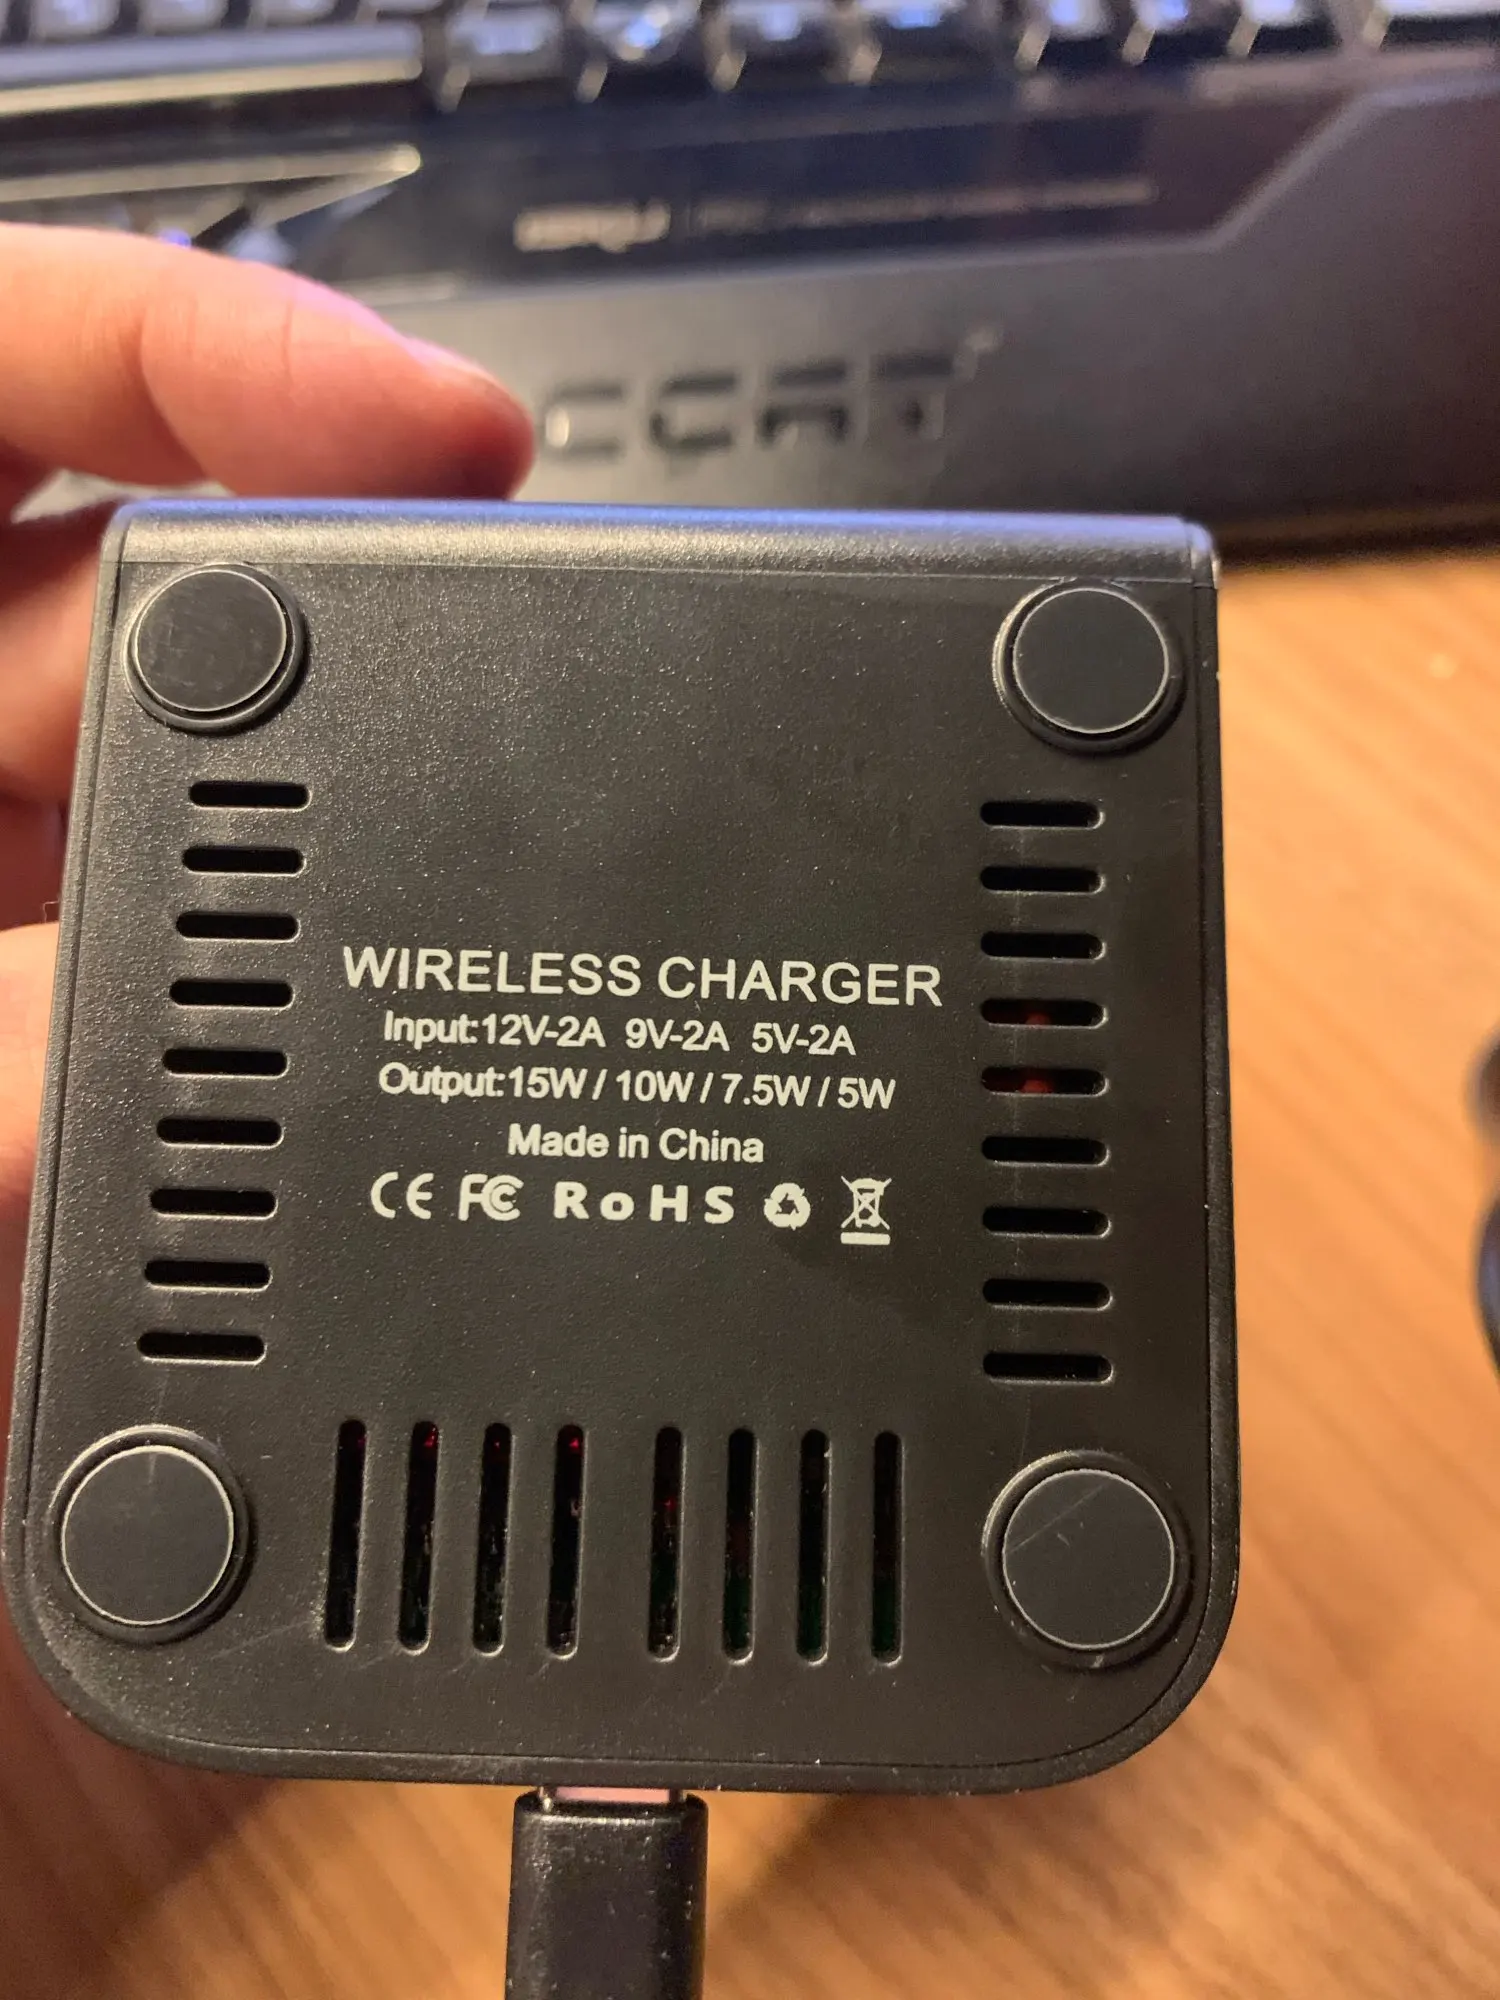 CCAT
WIRELESS CHARGER
Input:12V-2A 9V-2A 5V-2A
Output:15W / 10W / 7.5W / 5W
Made in China
CE FC RoHS